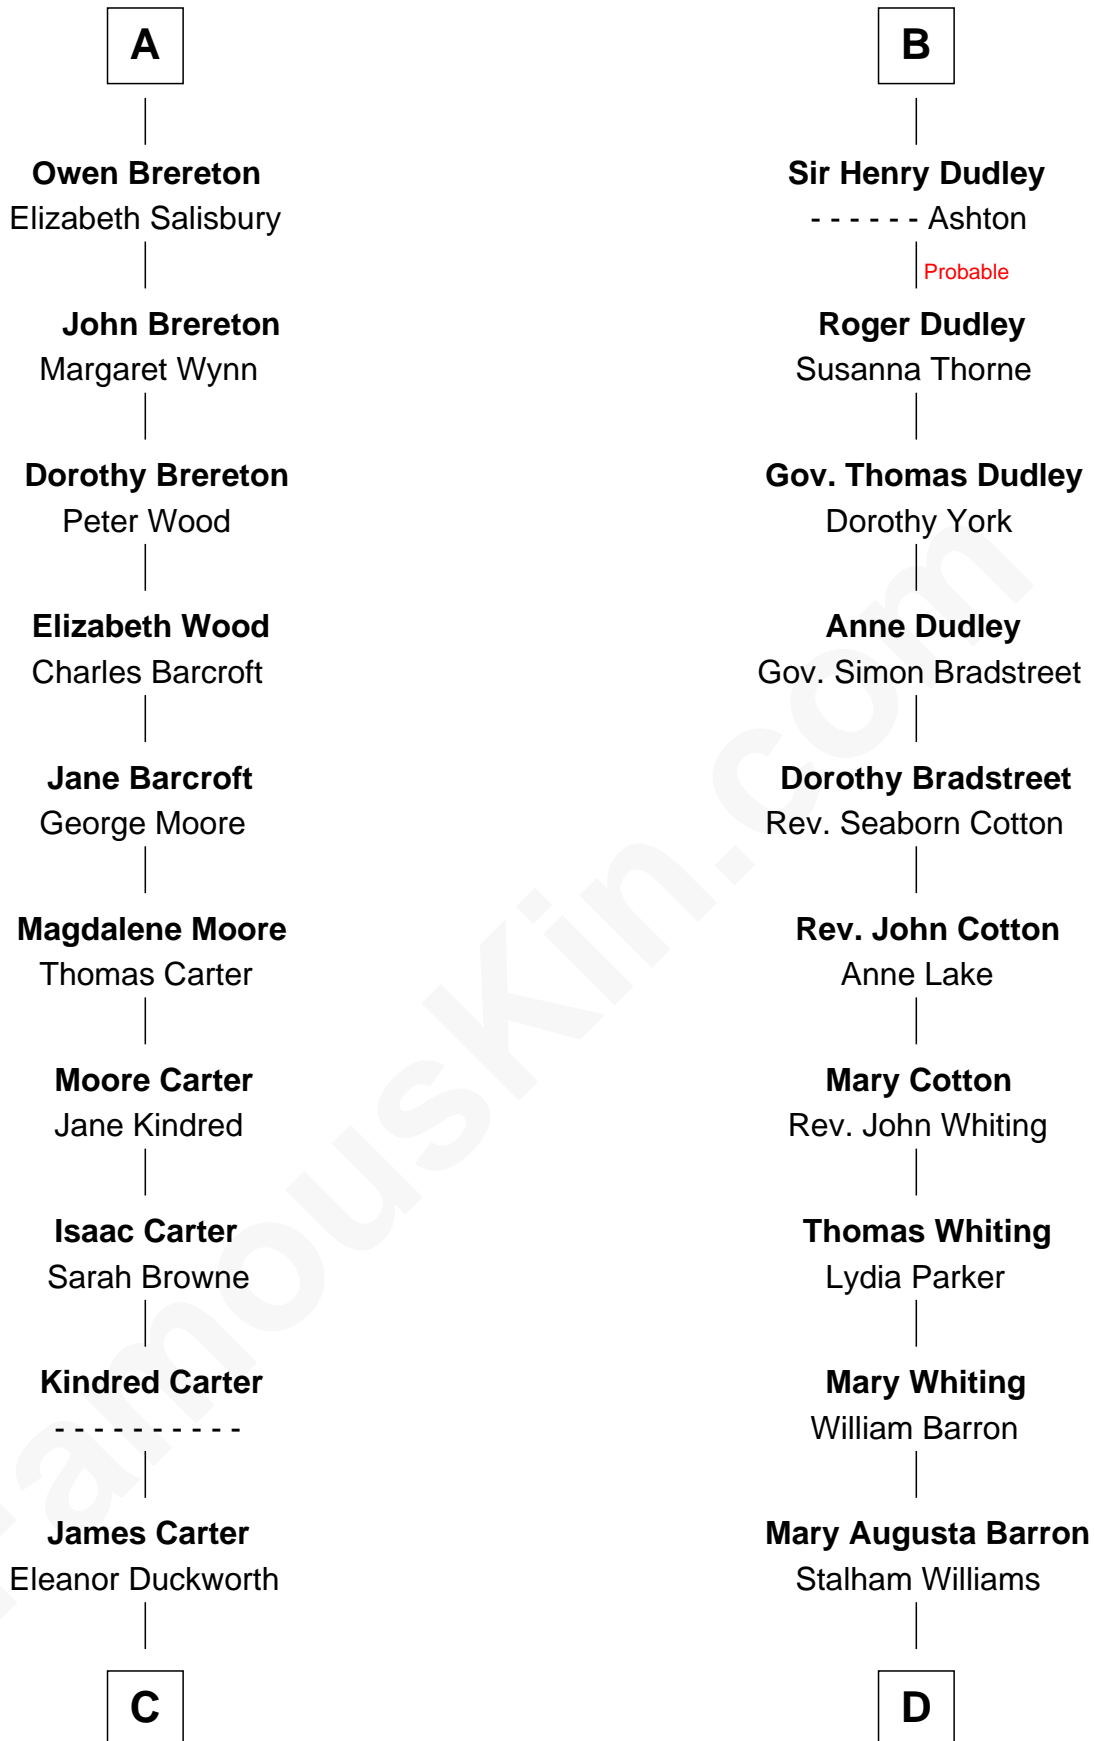 A
Owen Brereton
Elizabeth Salisbury
John Brereton
Margaret Wynn
Dorothy Brereton
Peter Wood
Elizabeth Wood
Charles Barcroft
Jane Barcroft
George Moore
Magdalene Moore
Thomas Carter
Moore Carter
Jane Kindred
Isaac Carter
Sarah Browne
Kindred Carter
- - - - - - - - - -
James Carter
Eleanor Duckworth
C
B
Sir Henry Dudley
- - - - - - Ashton
Probable
Roger Dudley
Susanna Thorne
Gov. Thomas Dudley
Dorothy York
Anne Dudley
Gov. Simon Bradstreet
Dorothy Bradstreet
Rev. Seaborn Cotton
Rev. John Cotton
Anne Lake
Mary Cotton
Rev. John Whiting
Thomas Whiting
Lydia Parker
Mary Whiting
William Barron
Mary Augusta Barron
Stalham Williams
D
FamousKin.com